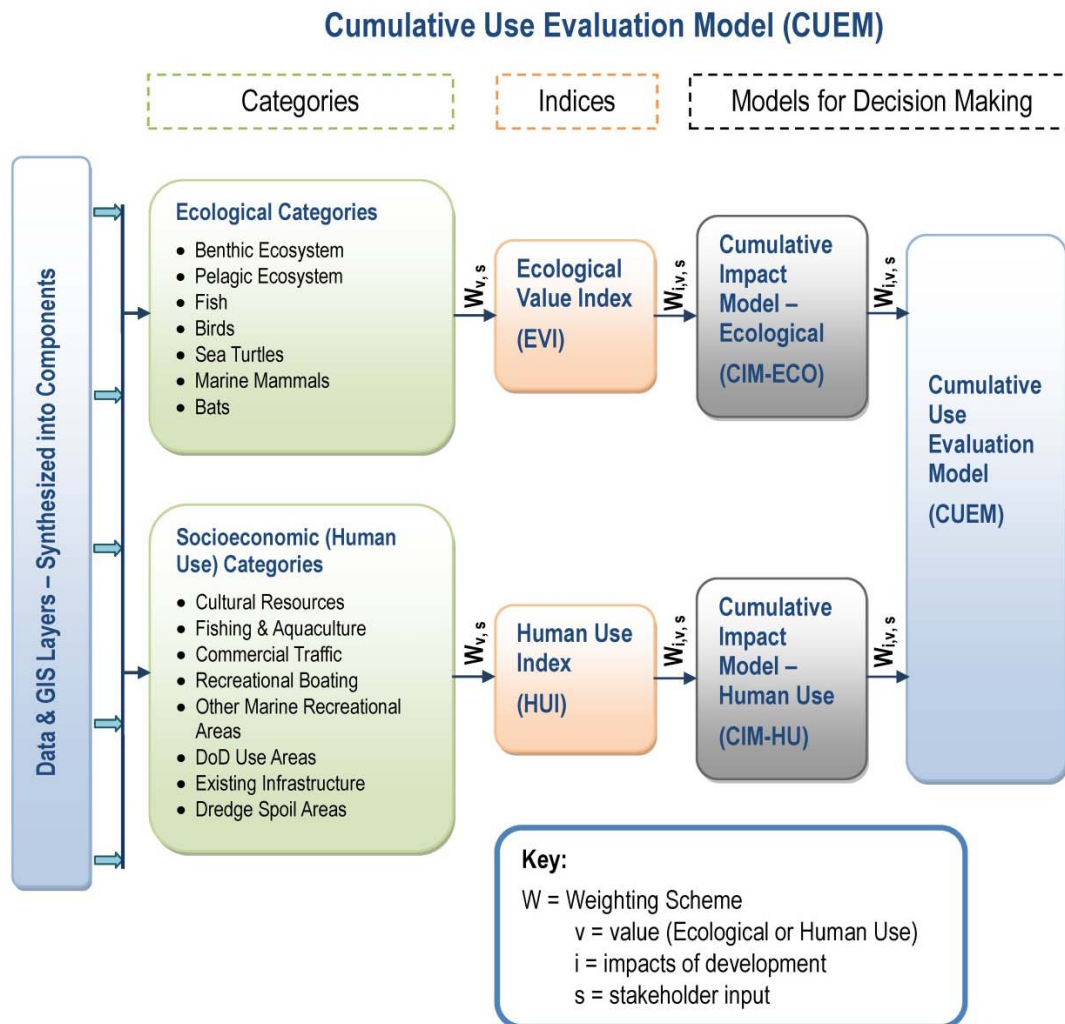 Cumulative Use Evaluation Model (CUEM)
Categories
Indices
Models for Decision Making
Data & GIS Layers – Synthesized into Components
Ecological Categories
● Benthic Ecosystem
● Pelagic Ecosystem
● Fish
● Birds
● Sea Turtles
● Marine Mammals
● Bats
Wv, s
Ecological
Value Index
(EVI)
Wi,v, s
Cumulative
Impact
Model –
Ecological
(CIM-ECO)
Wi,v, s
Socioeconomic (Human
Use) Categories
● Cultural Resources
● Fishing & Aquaculture
● Commercial Traffic
● Recreational Boating
● Other Marine Recreational
Areas
● DoD Use Areas
● Existing Infrastructure
● Dredge Spoil Areas
Wv, s
Human Use
Index
(HUI)
Wi,v, s
Cumulative
Impact
Model –
Human Use
(CIM-HU)
Wi,v, s
Cumulative
Use
Evaluation
Model
(CUEM)
Key:
W = Weighting Scheme
v = value (Ecological or Human Use)
i = impacts of development
s = stakeholder input